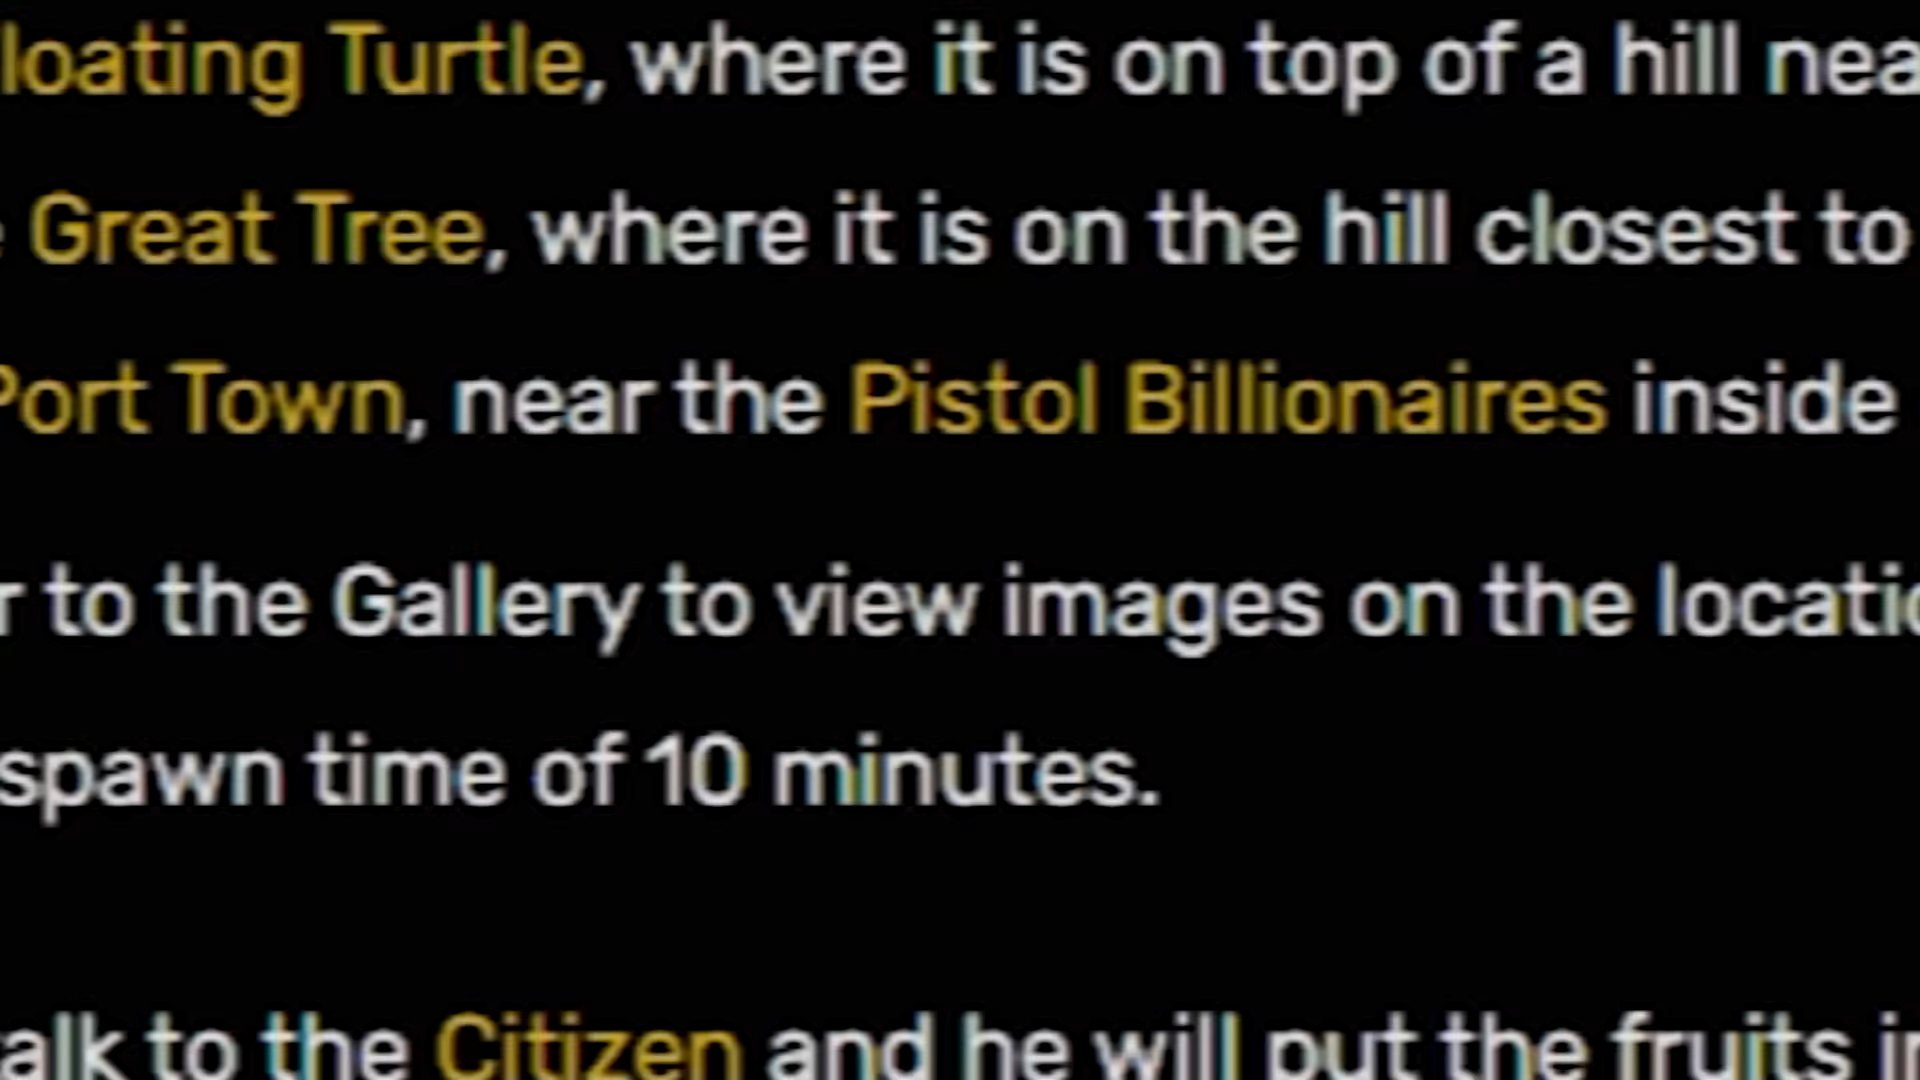 loating Turtle, where it is on top of a hill nea
Great Tree, where it is on the hill closest to
Port Town, near the Pistol Billionaires inside
r to the Gallery to view images on the locatio
spawn time of 10 minutes.
alk to the Citizen and he will put the fruits in